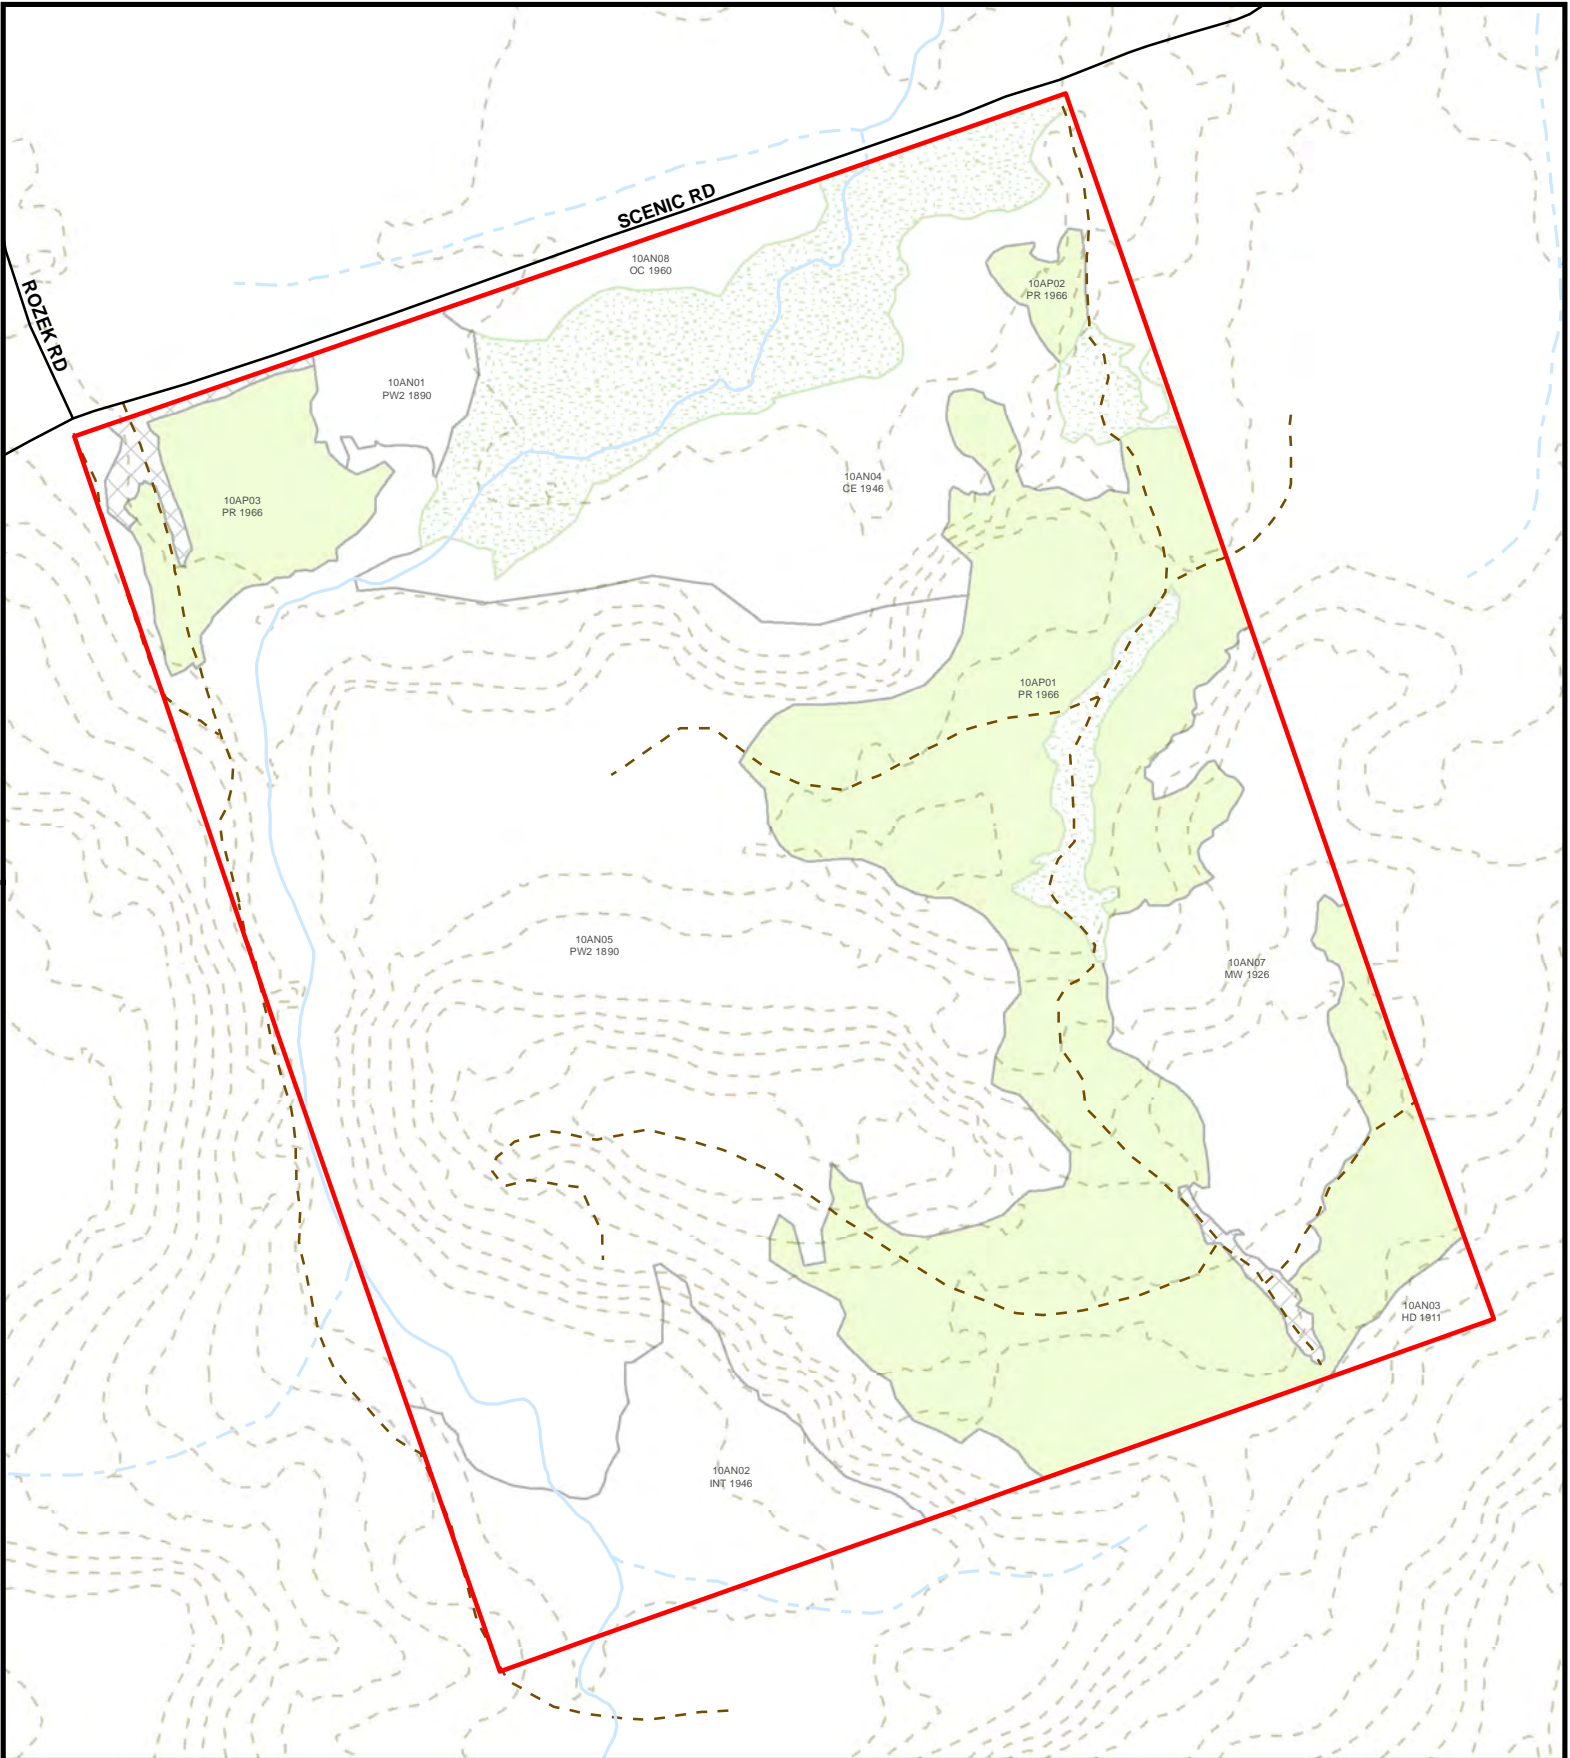 SCENIC RD
10AN08
OC 1960
ROZEK RD
10AP02
PR 1966
10AN01
PW2 1890
10AN04
CE 1946
10AP03
PR 1966
10AP01
PR 1966
10AN05
PW2 1890
10AN07
MW 1926
10AN03
HD 1911
10AN02
INT 1946